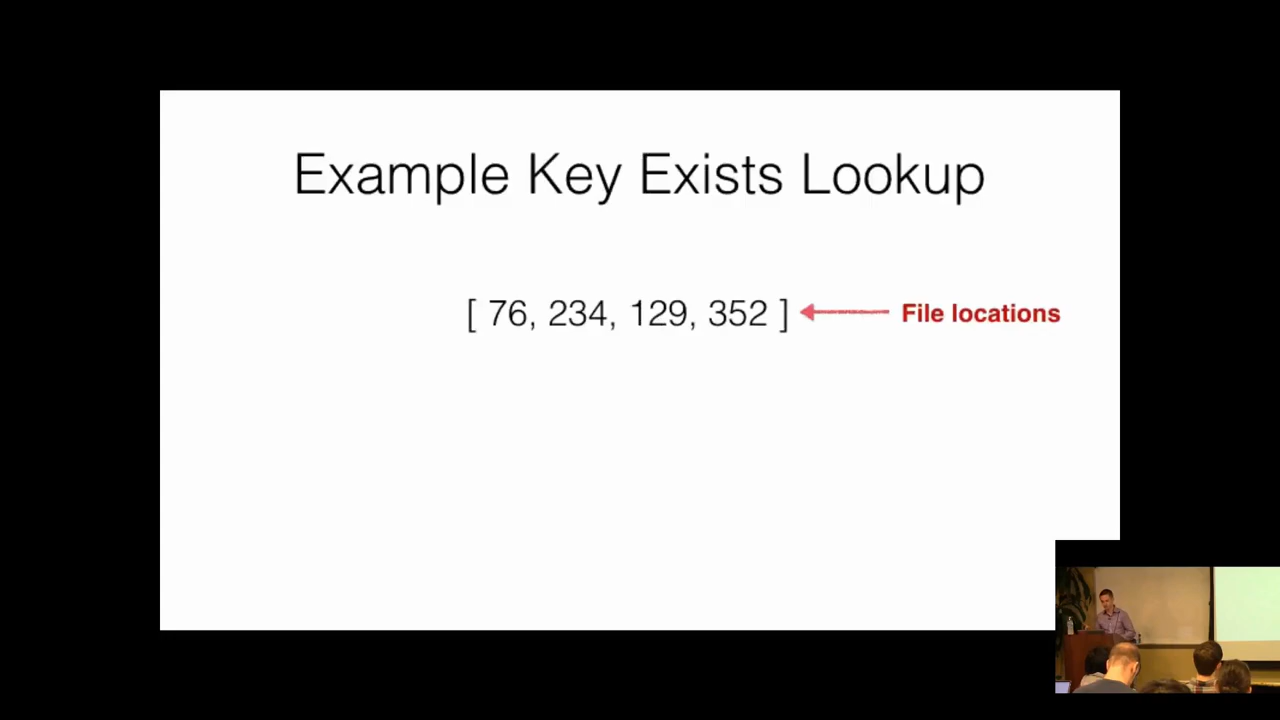 Example Key Exists Lookup
[ 76, 234, 129, 352 ] File locations